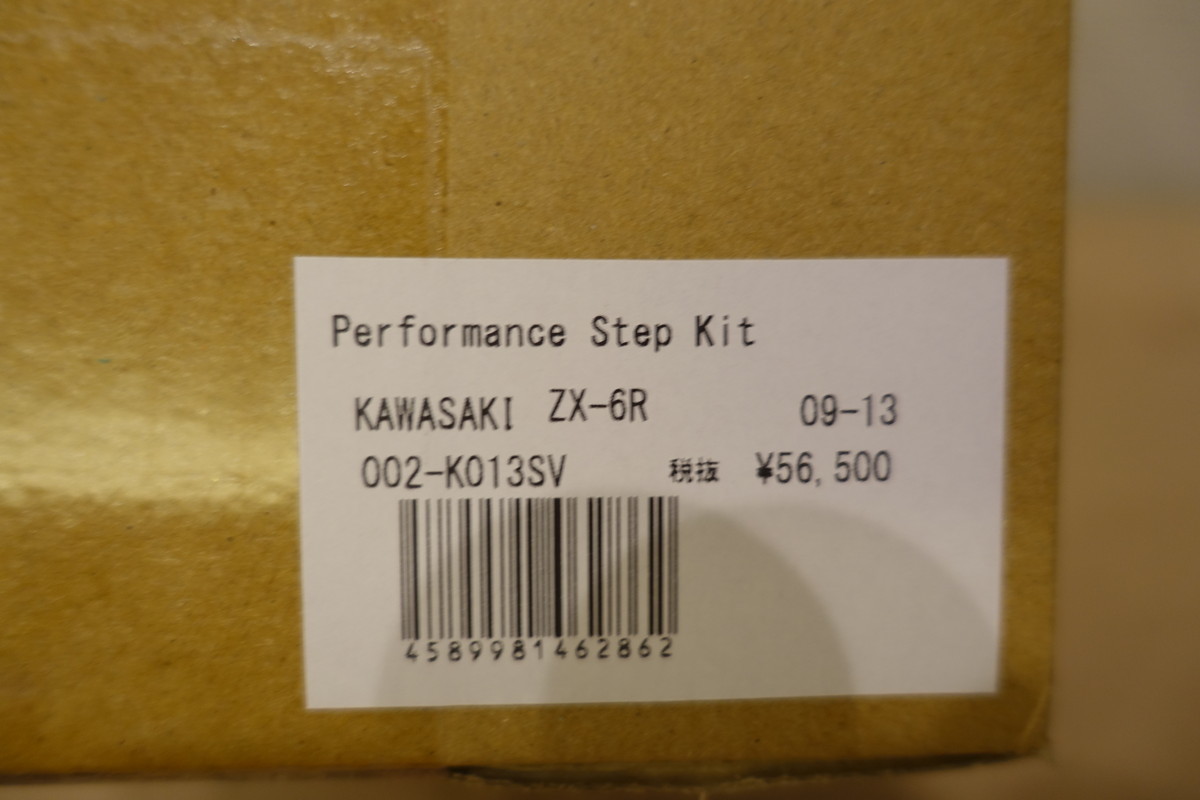 Performance Step Kit
KAWASAKI ZX-6R 09-13
002-K013SV 税抜 ¥56,500
4589981462862